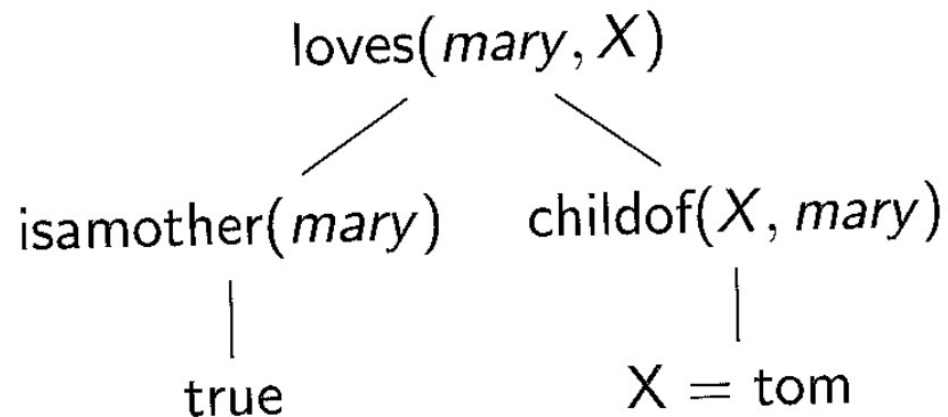 loves(mary, X)
isamother(mary) childof(X, mary)
true X = tom